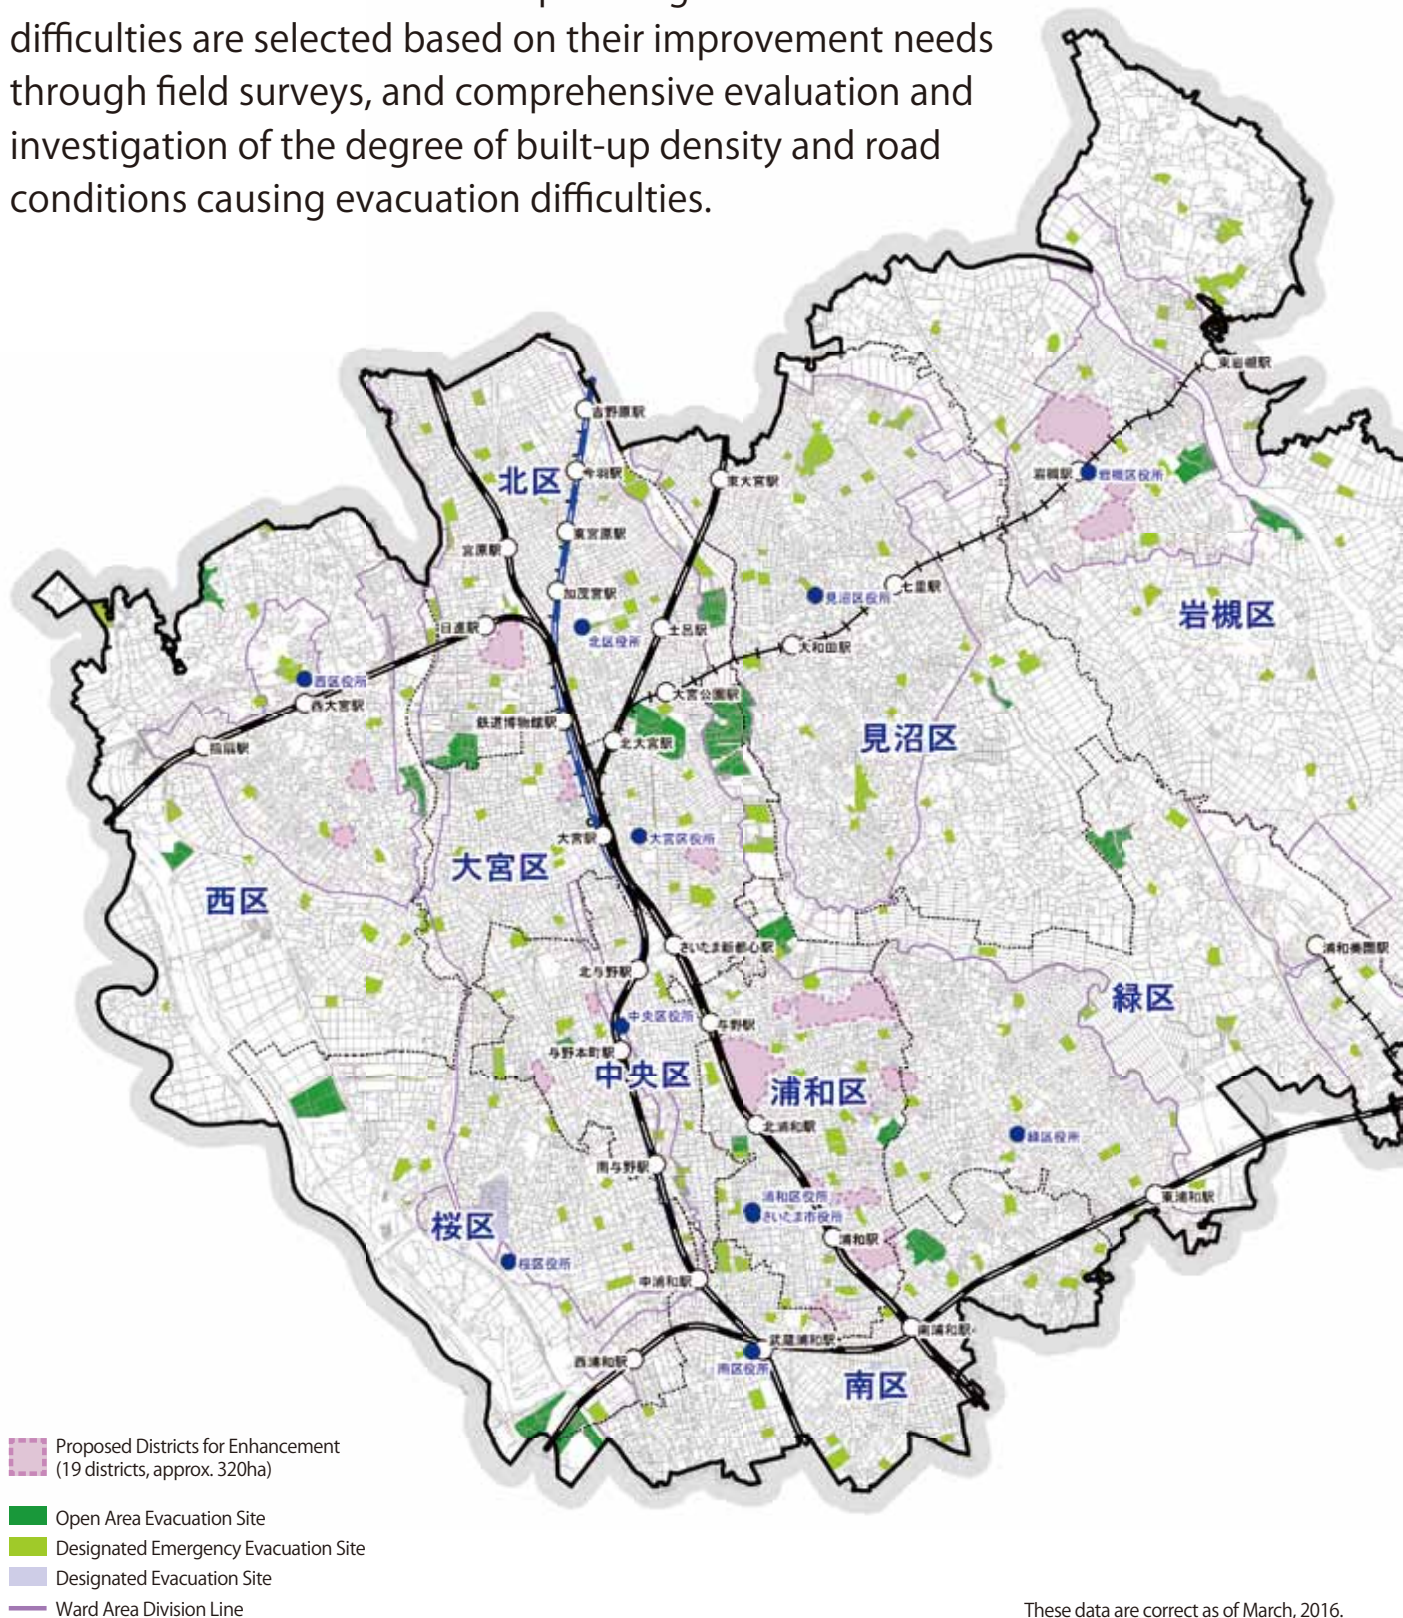 difficulties are selected based on their improvement needs
through field surveys, and comprehensive evaluation and
investigation of the degree of built-up density and road
conditions causing evacuation difficulties.
東岩槻駅
吉野原駅
北区
今羽駅
東大宮駅
岩槻駅
岩槻区役所
東宮原駅
宮原駅
加茂宮駅
七里駅
見沼区役所
岩槻区
日進駅
北区役所
土呂駅
大和田駅
西区役所
西大宮駅
大宮公園駅
鉄道博物館駅
指扇駅
北大宮駅
見沼区
大宮駅
大宮区役所
大宮区
西区
さいたま新都心駅
浦和美園駅
北与野駅
緑区
中央区役所
与野駅
与野本町駅
中央区
浦和区
北浦和駅
緑区役所
南与野駅
浦和区役所
さいたま市役所
東浦和駅
桜区
浦和駅
桜区役所
中浦和駅
南浦和駅
武蔵浦和駅
西浦和駅
南区役所
南区
Proposed Districts for Enhancement
(19 districts, approx. 320ha)
Open Area Evacuation Site
Designated Emergency Evacuation Site
Designated Evacuation Site
Ward Area Division Line
These data are correct as of March, 2016.